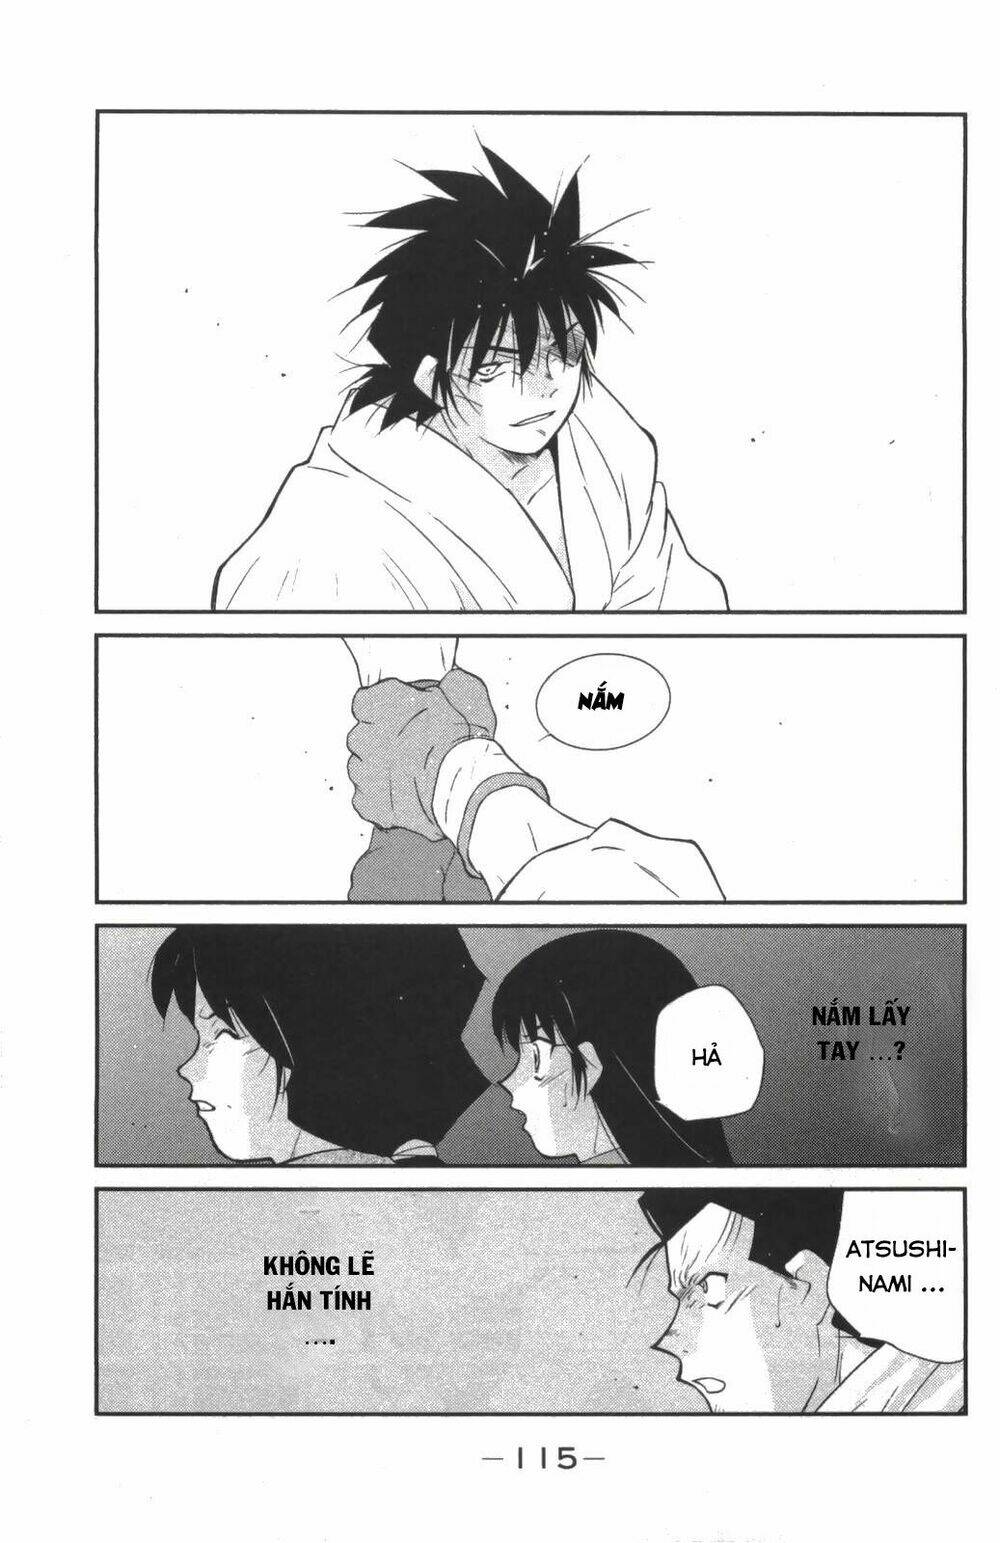 NẮM
NẮM LẤY
TAY ...?
HẢ
ATSUSHI-
NAMI ...
KHÔNG LẼ
HẮN TÍNH
....
—115—